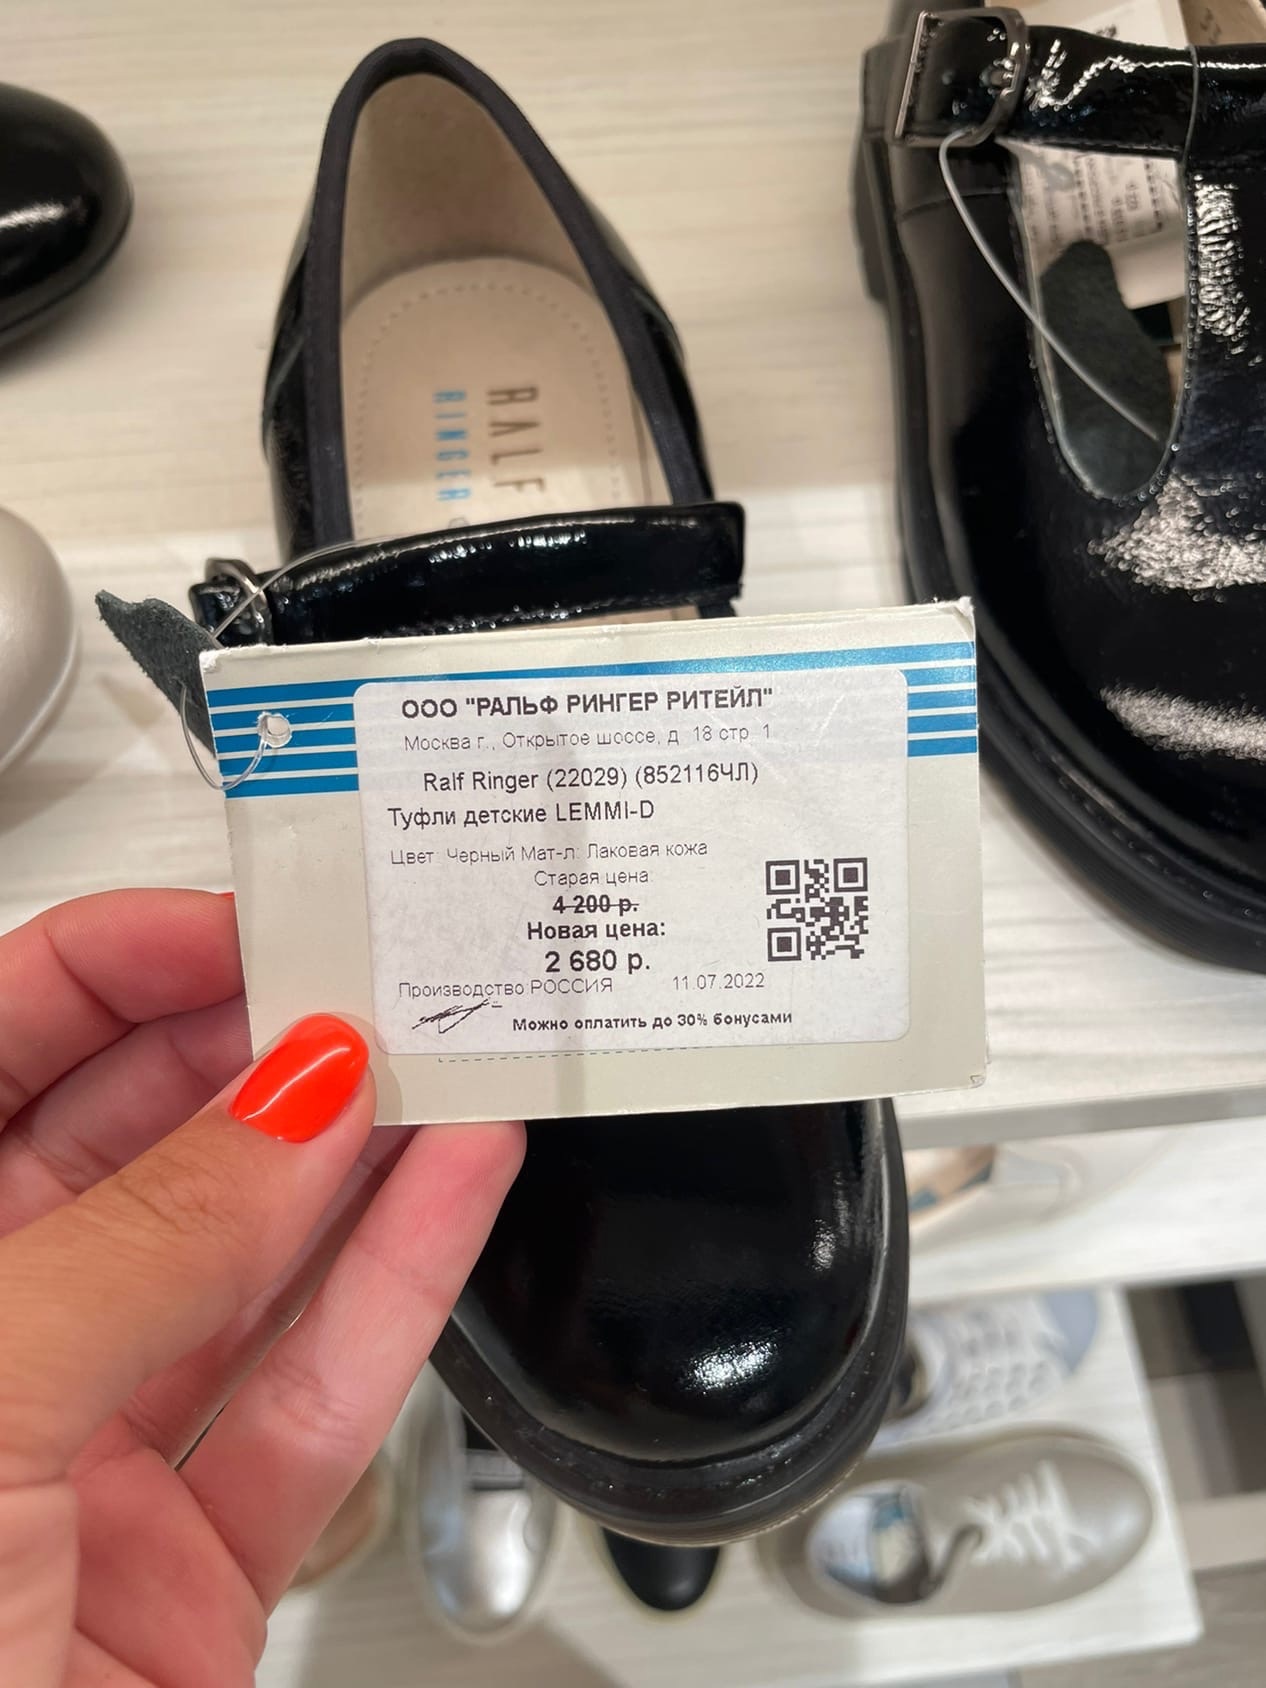 RALF
RINGER
ООО "РАЛЬФ РИНГЕР РИТЕЙЛ"
Москва г., Открытое шоссе, д. 18 стр. 1
Ralf Ringer (22029) (852116ЧЛ)
Туфли детские LEMMI-D
Цвет: Черный Мат-л: Лаковая кожа
Старая цена:
4 200 р.
Новая цена:
2 680 р.
Производство:РОССИЯ 11.07.2022
Можно оплатить до 30% бонусами